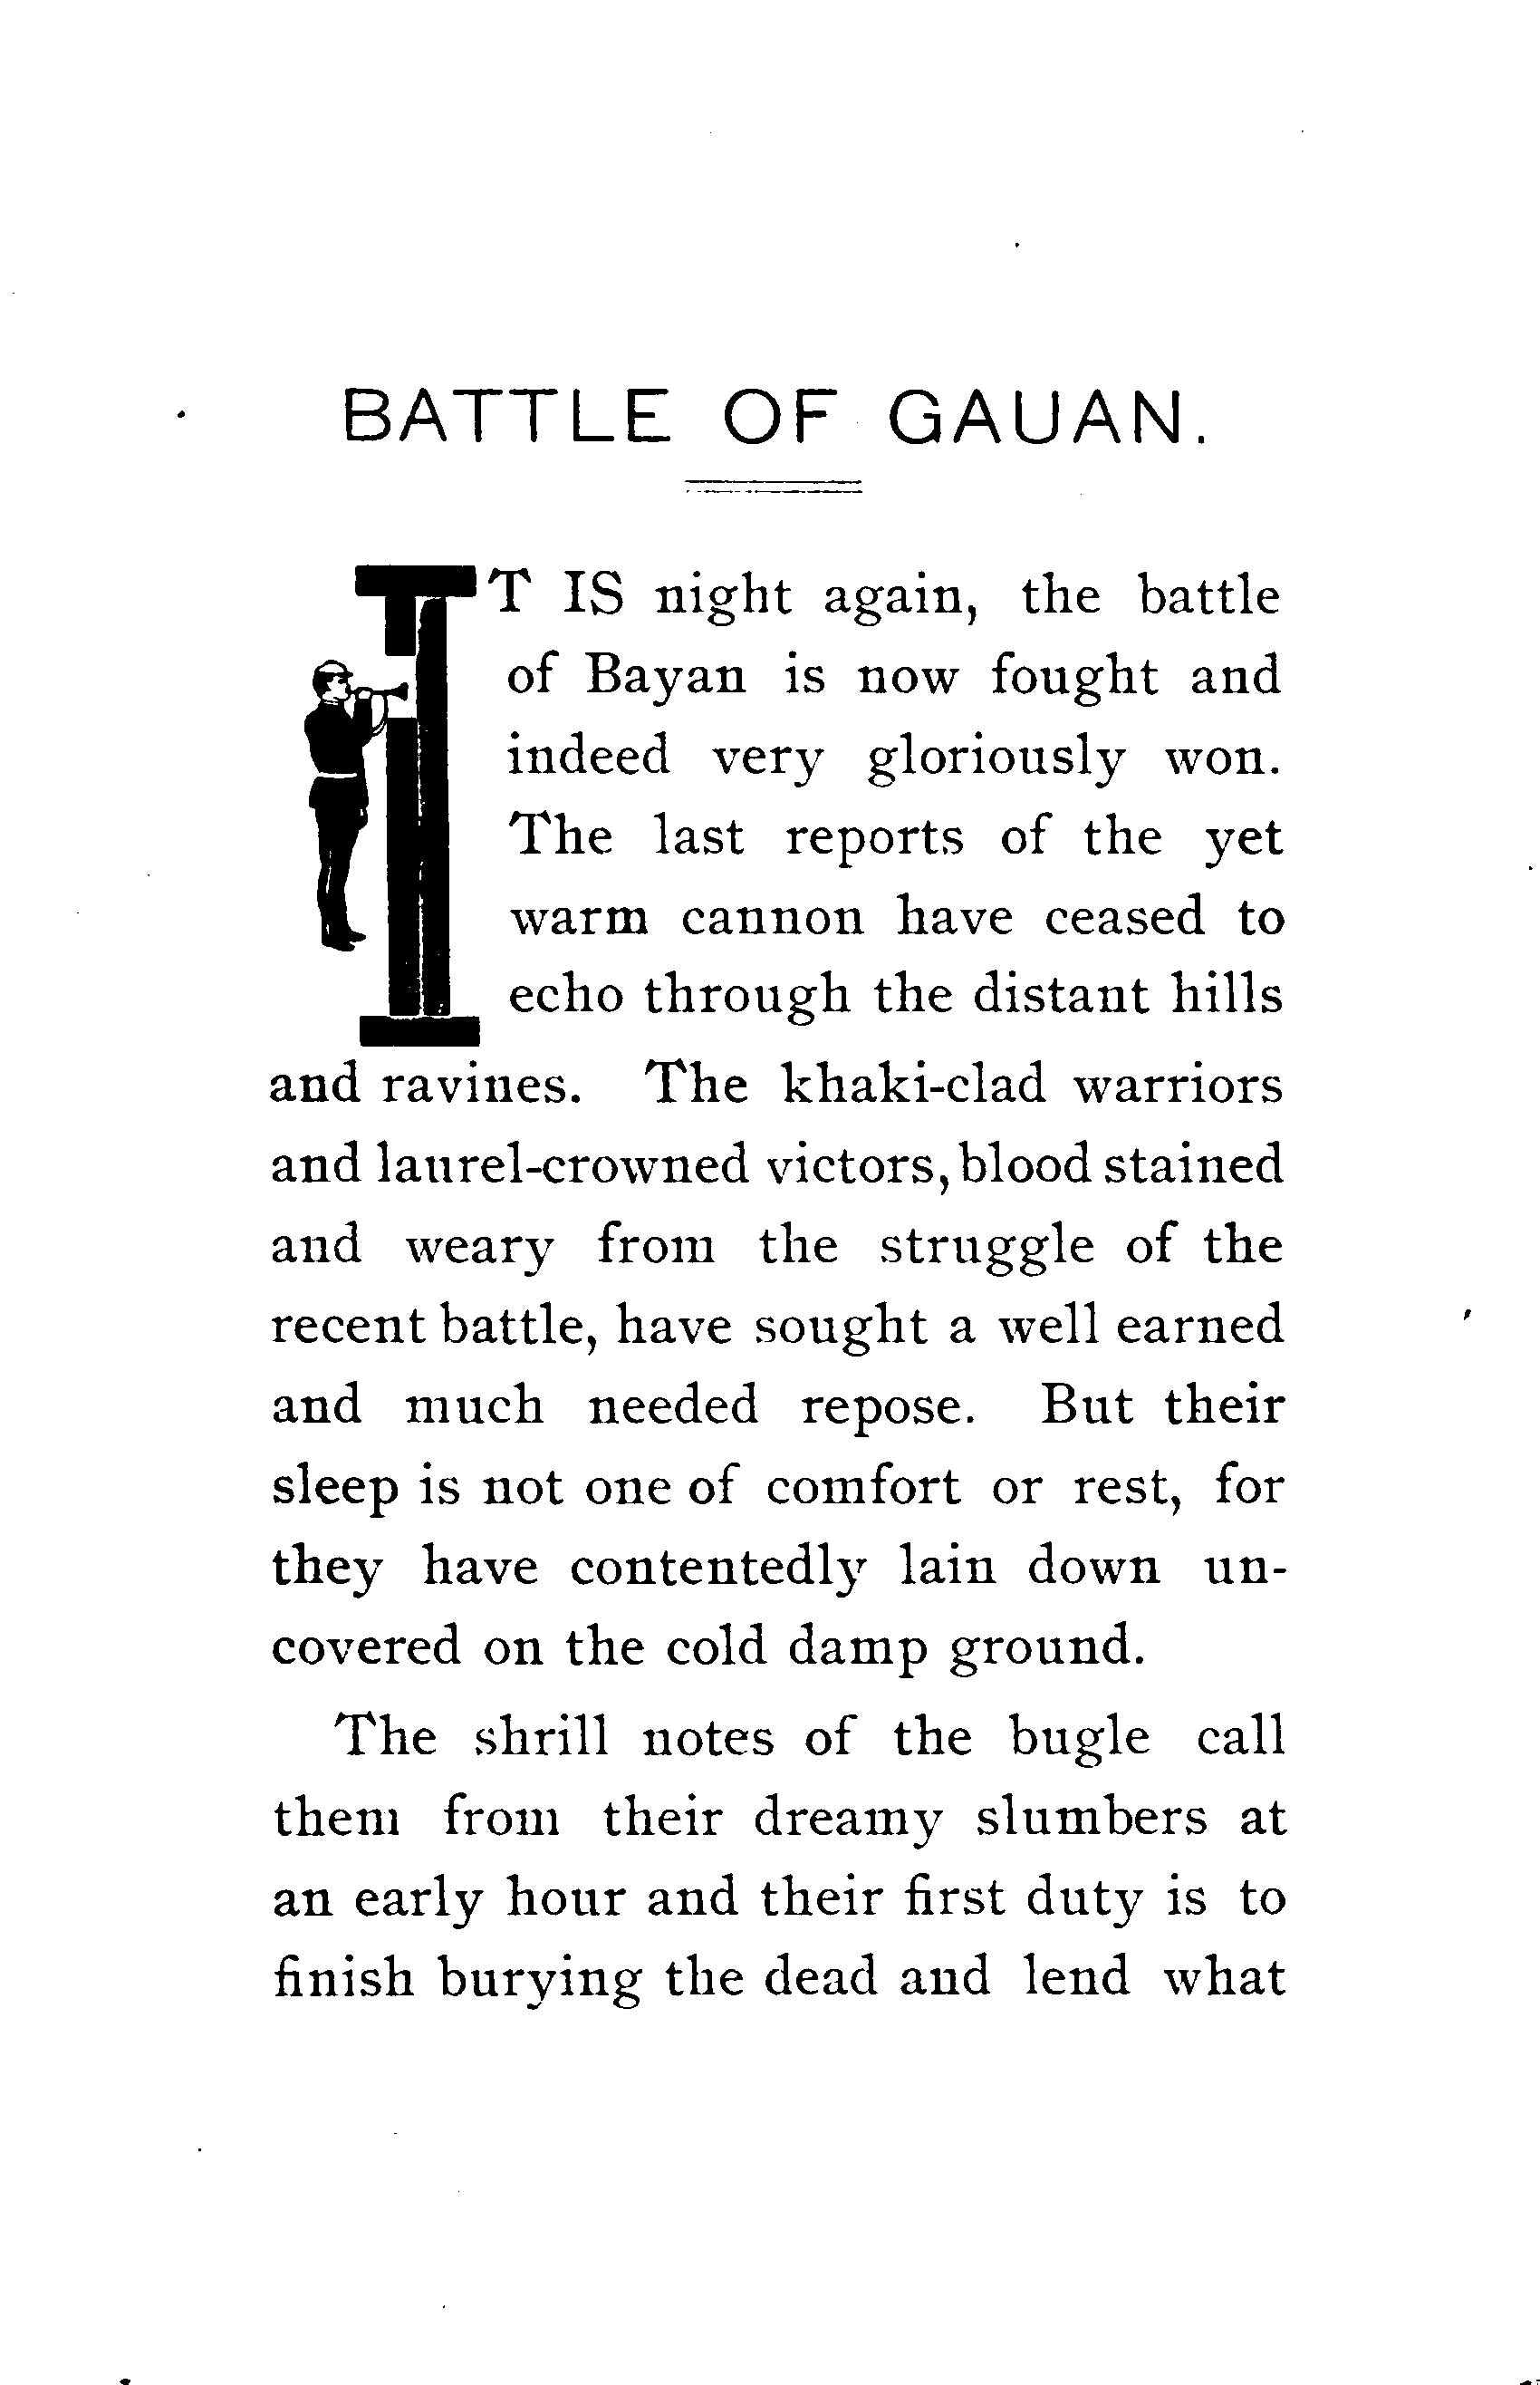 BATTLE OF GAUAN.
IT IS night again, the battle
of Bayan is now fought and
indeed very gloriously won.
The last reports of the yet
warm cannon have ceased to
echo through the distant hills
and ravines. The khaki-clad warriors
and laurel-crowned victors, blood stained
and weary from the struggle of the
recent battle, have sought a well earned
and much needed repose. But their
sleep is not one of comfort or rest, for
they have contentedly lain down un-
covered on the cold damp ground.
The shrill notes of the bugle call
them from their dreamy slumbers at
an early hour and their first duty is to
finish burying the dead and lend what